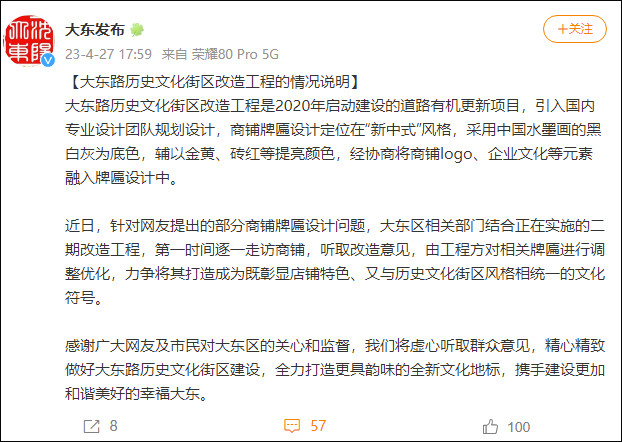 大东发布
+关注
23-4-27 17:59 来自 荣耀80 Pro 5G
【大东路历史文化街区改造工程的情况说明】
大东路历史文化街区改造工程是2020年启动建设的道路有机更新项目，引入国内
专业设计团队规划设计，商铺牌匾设计定位在“新中式”风格，采用中国水墨画的黑
白灰为底色，辅以金黄、砖红等提亮颜色，经协商将商铺logo、企业文化等元素
融入牌匾设计中。
近日，针对网友提出的部分商铺牌匾设计问题，大东区相关部门结合正在实施的二
期改造工程，第一时间逐一走访商铺，听取改造意见，由工程方对相关牌匾进行调
整优化，力争将其打造成为既彰显店铺特色、又与历史文化街区风格相统一的文化
符号。
感谢广大网友及市民对大东区的关心和监督，我们将虚心听取群众意见，精心精致
做好大东路历史文化街区建设，全力打造更具韵味的全新文化地标，携手建设更加
和谐美好的幸福大东。
8
57
100